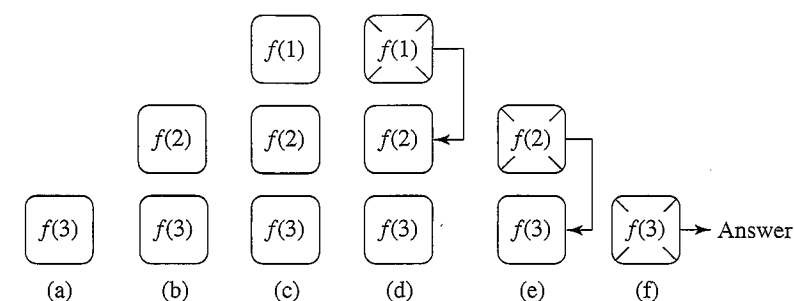 f(1) f(1)
f(2) f(2) f(2) f(2)
f(3) f(3) f(3) f(3) f(3) f(3) Answer
(a) (b) (c) (d) (e) (f)